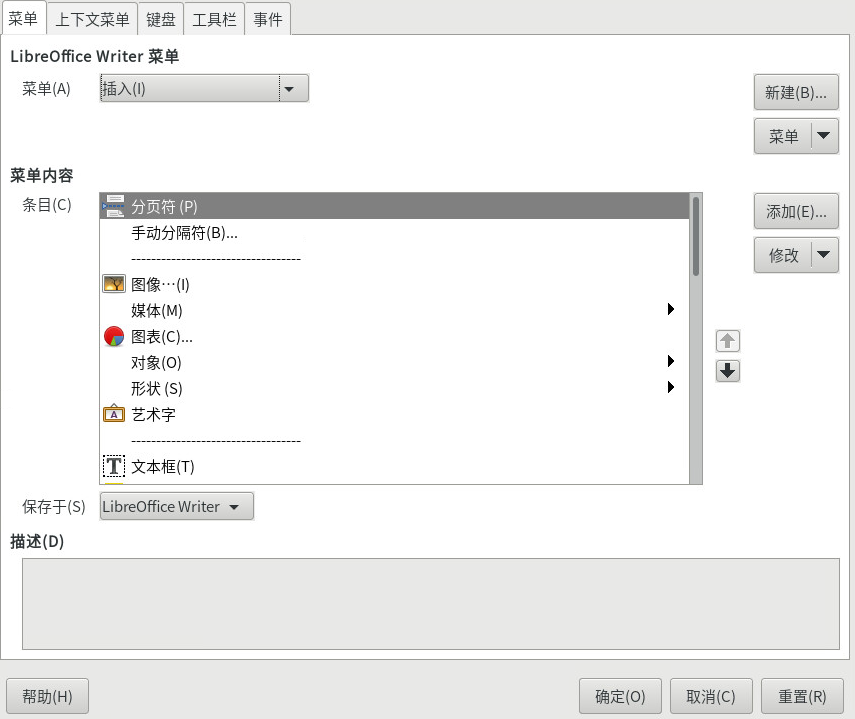 菜单 上下文菜单 键盘 工具栏 事件
LibreOffice Writer 菜单
菜单(A) 插入(I) 新建(B)...
菜单
菜单内容
条目(C) 分页符 (P) 添加(E)...
手动分隔符(B)...
----------------------------------
修改
图像⋯(I)
媒体(M)
图表(C)...
对象(O)
形状 (S)
A 艺术字
----------------------------------
T 文本框(T)
保存于(S) LibreOffice Writer
描述(D)
帮助(H) 确定(O) 取消(C) 重置(R)